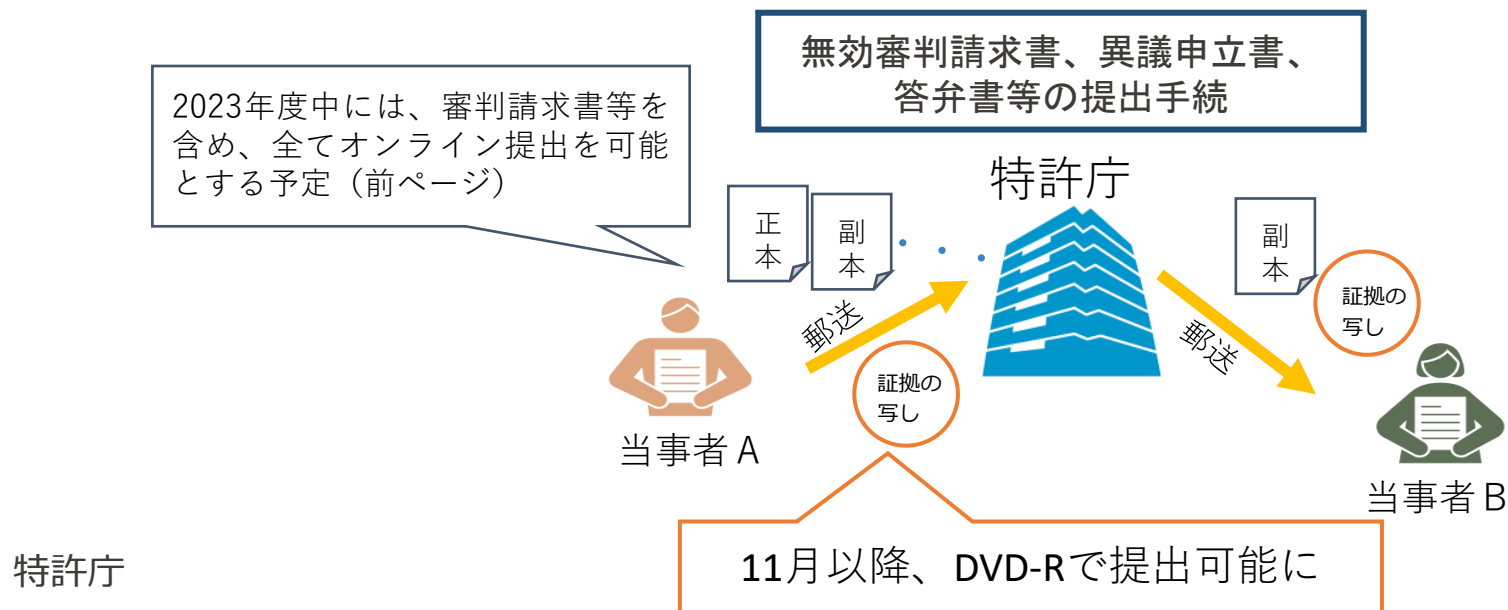 無効審判請求書、異議申立書、
答弁書等の提出手続
2023年度中には、審判請求書等を
含め、全てオンライン提出を可能
とする予定（前ページ）
特許庁
正
本
副
本
副
本
郵送
証拠の
写し
郵送
証拠の
写し
当事者A
当事者B
11月以降、DVD-Rで提出可能に
特許庁